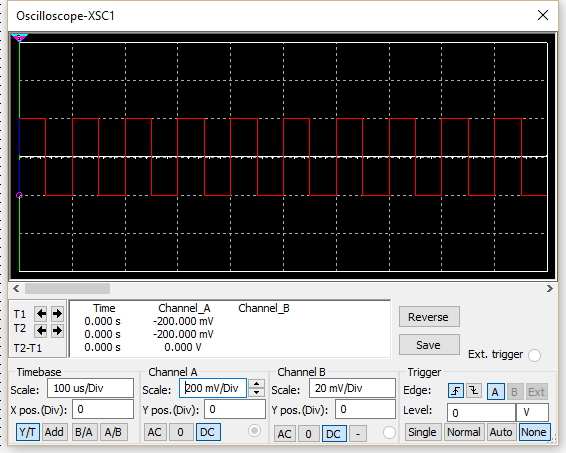 Oscilloscope-XSC1
Time Channel_A Channel_B
T1 0.000 s -200.000 mV
T2 0.000 s -200.000 mV
T2-T1 0.000 s 0.000 V
Reverse
Save
Ext. trigger
Timebase
Scale: 100 us/Div
X pos.(Div): 0
Y/T Add B/A A/B
Channel A
Scale: 200 mV/Div
Y pos.(Div): 0
AC 0 DC
Channel B
Scale: 20 mV/Div
Y pos.(Div): 0
AC 0 DC -
Trigger
Edge: A B Ext
Level: 0 V
Single Normal Auto None